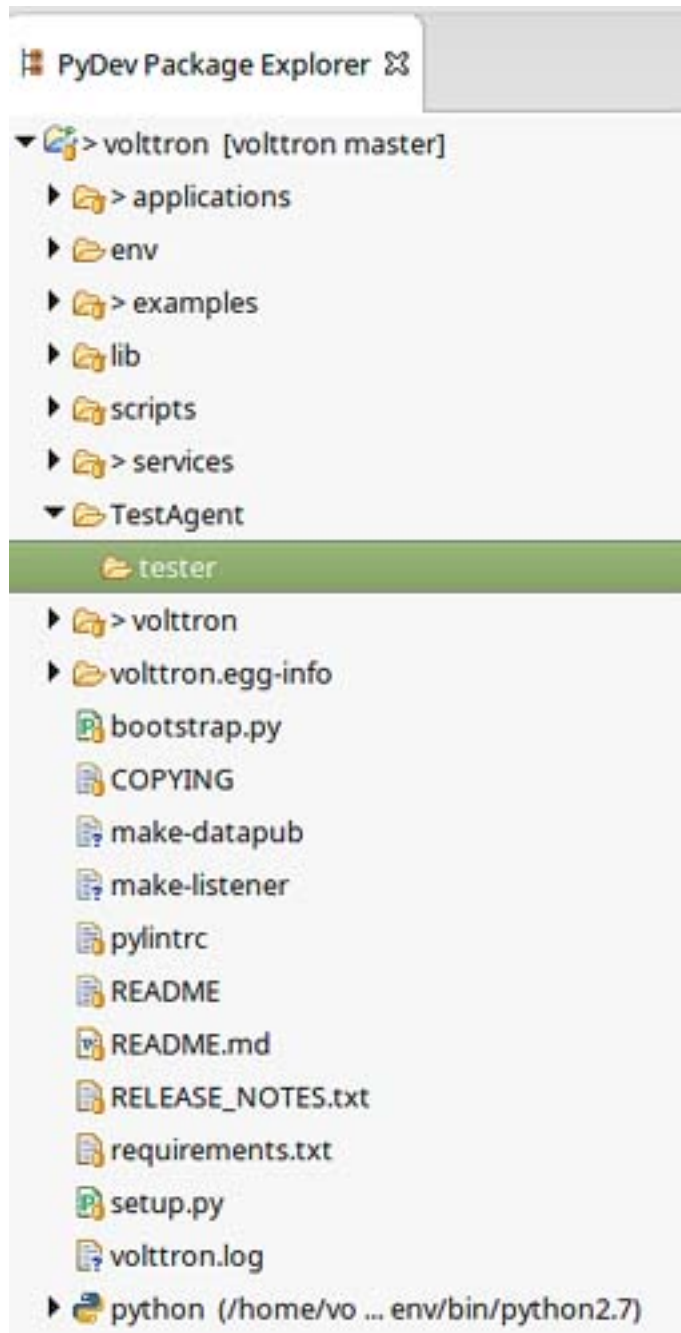 PyDev Package Explorer
> volttron [volttron master]
> applications
env
> examples
lib
scripts
> services
TestAgent
tester
> volttron
volttron.egg-info
bootstrap.py
COPYING
make-datapub
make-listener
pylintrc
README
README.md
RELEASE_NOTES.txt
requirements.txt
setup.py
volttron.log
python (/home/vo ... env/bin/python2.7)